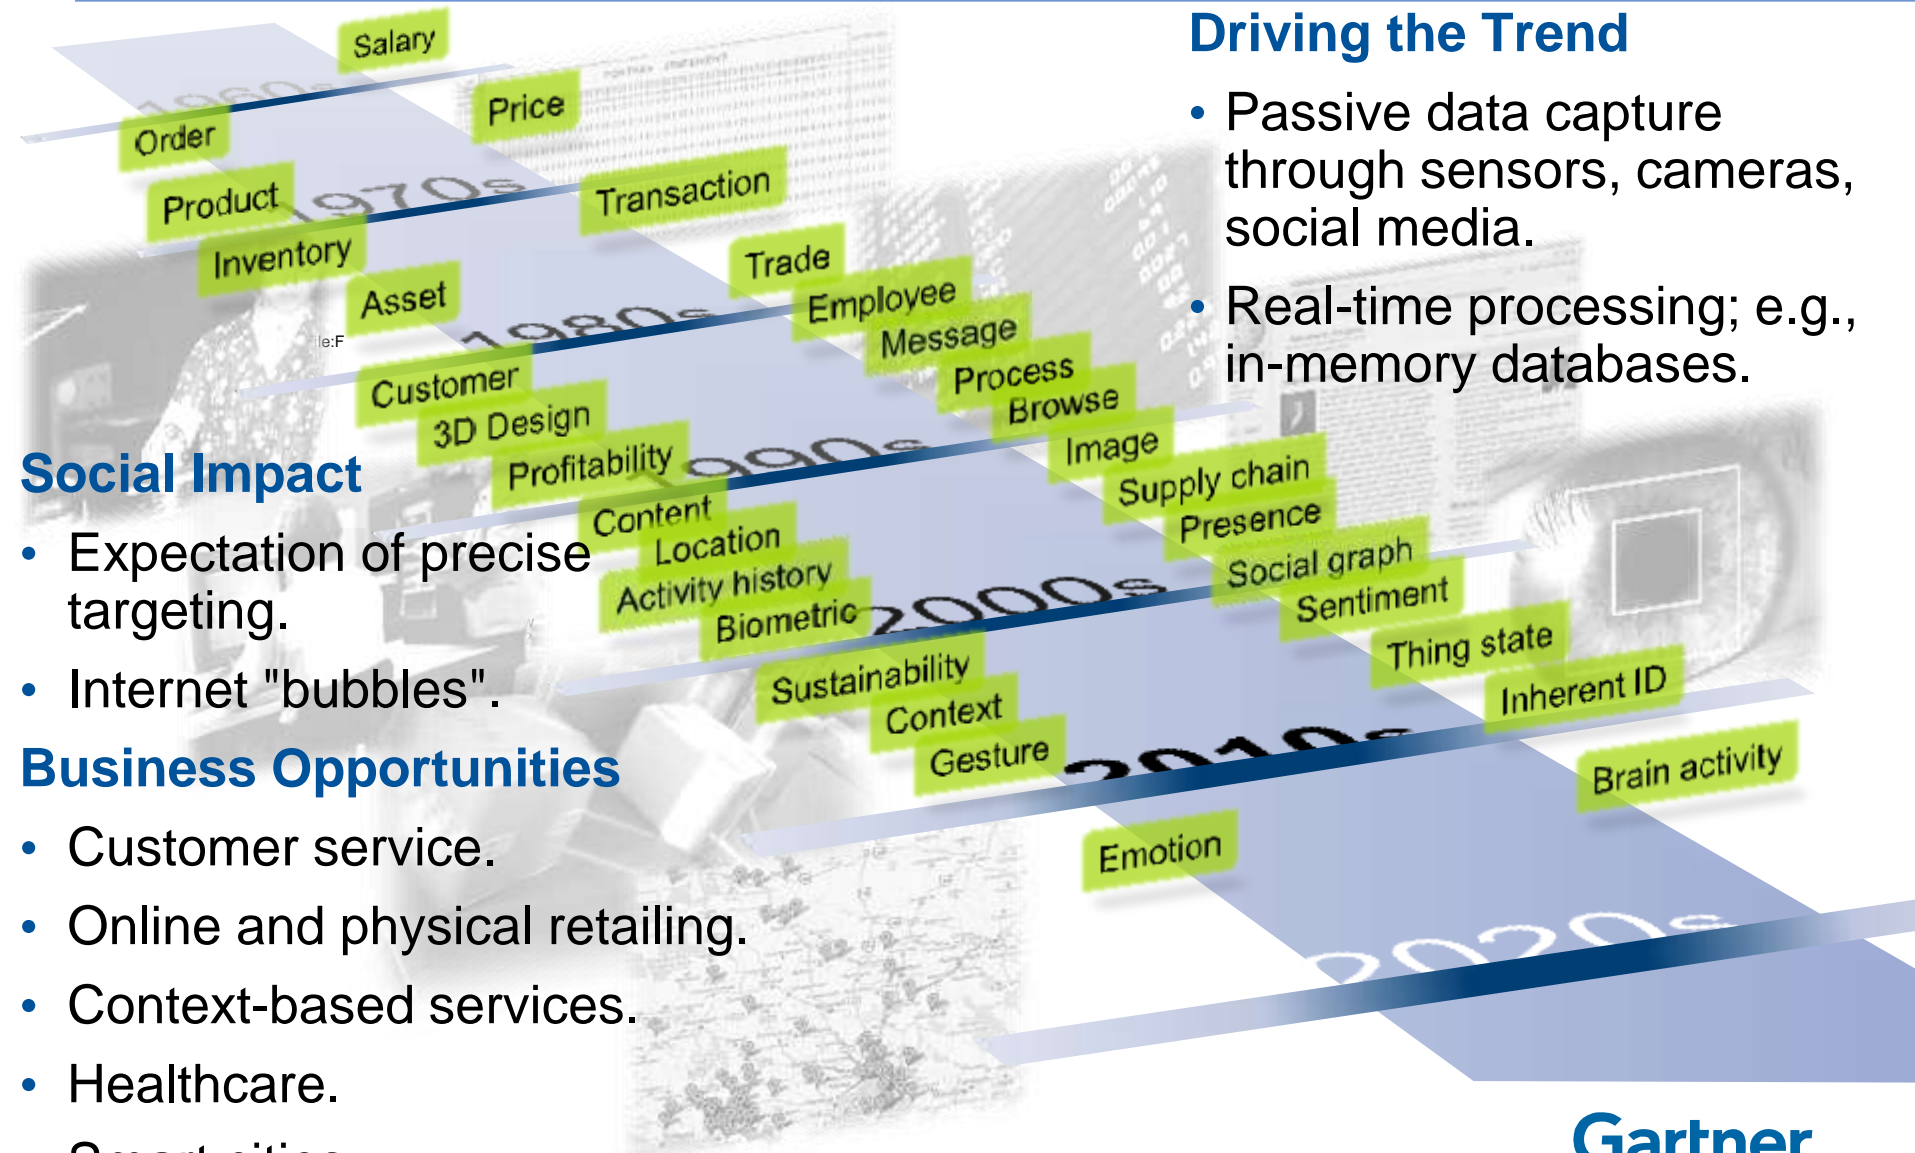 Driving the Trend
• Passive data capture
through sensors, cameras,
social media.
• Real-time processing; e.g.,
in-memory databases.
1960s
Salary
Order
Price
Product
1970s
Transaction
Inventory
Asset
Trade
1980s
Employee
Message
Customer
Process
3D Design
Browse
Profitability
1990s
Image
Content
Supply chain
Location
Presence
Activity history
Social graph
Biometric
2000s
Sentiment
Sustainability
Thing state
Context
Inherent ID
Gesture
2010s
Brain activity
Emotion
2020s
ile:F
Social Impact
• Expectation of precise
targeting.
• Internet "bubbles".
Business Opportunities
• Customer service.
• Online and physical retailing.
• Context-based services.
• Healthcare.
Smart cities
Gartner